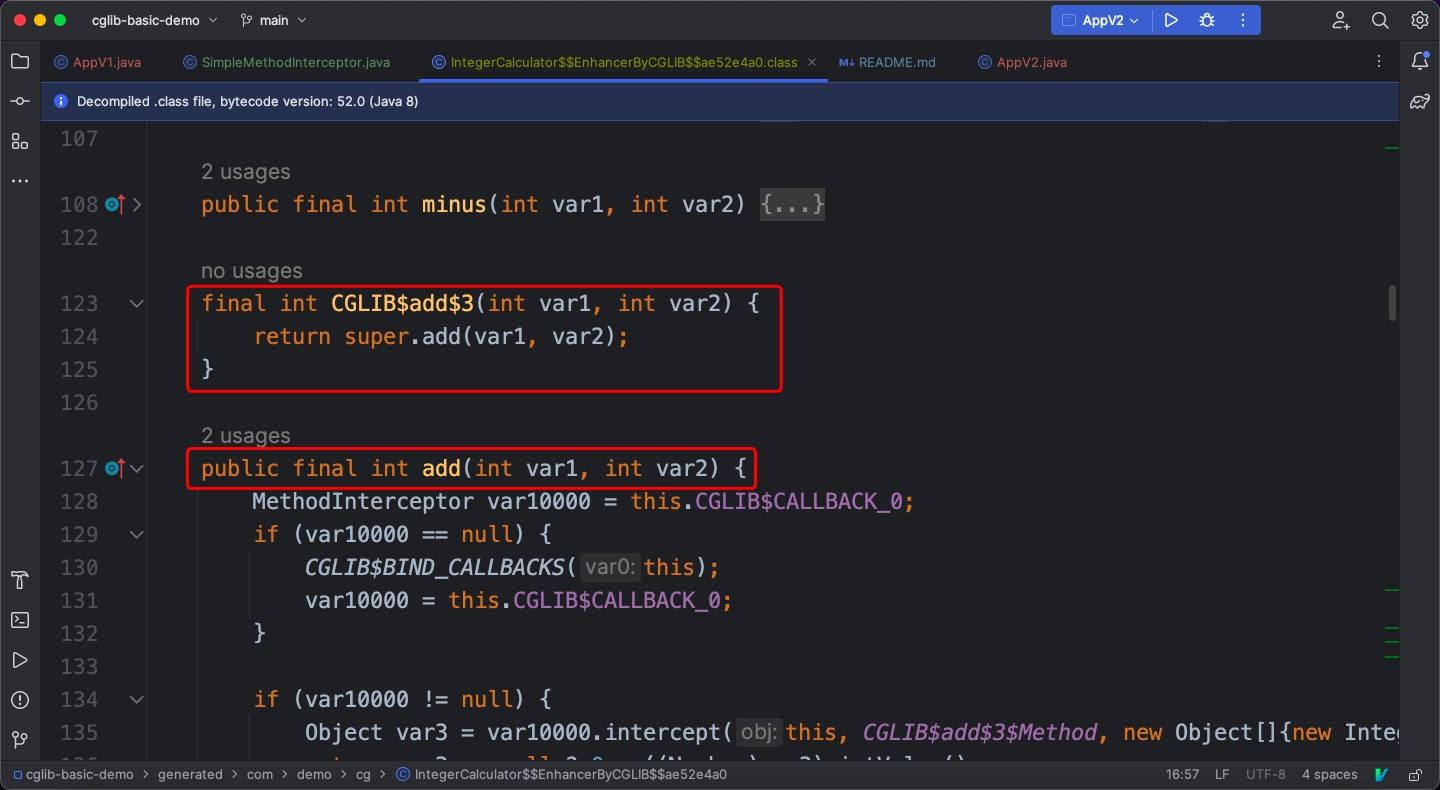 cglib-basic-demo main AppV2
AppV1.java SimpleMethodInterceptor.java IntegerCalculator$$EnhancerByCGLIB$$ae52e4a0.class README.md AppV2.java
Decompiled .class file, bytecode version: 52.0 (Java 8)
107
2 usages
108 public final int minus(int var1, int var2) {...}
122
no usages
123 final int CGLIB$add$3(int var1, int var2) {
124 return super.add(var1, var2);
125 }
126
2 usages
127 public final int add(int var1, int var2) {
128 MethodInterceptor var10000 = this.CGLIB$CALLBACK_0;
129 if (var10000 == null) {
130 CGLIB$BIND_CALLBACKS( var0: this);
131 var10000 = this.CGLIB$CALLBACK_0;
132 }
133
134 if (var10000 != null) {
135 Object var3 = var10000.intercept( obj: this, CGLIB$add$3$Method, new Object[]{new Integ
cglib-basic-demo > generated > com > demo > cg > IntegerCalculator$$EnhancerByCGLIB$$ae52e4a0 16:57 LF UTF-8 4 spaces